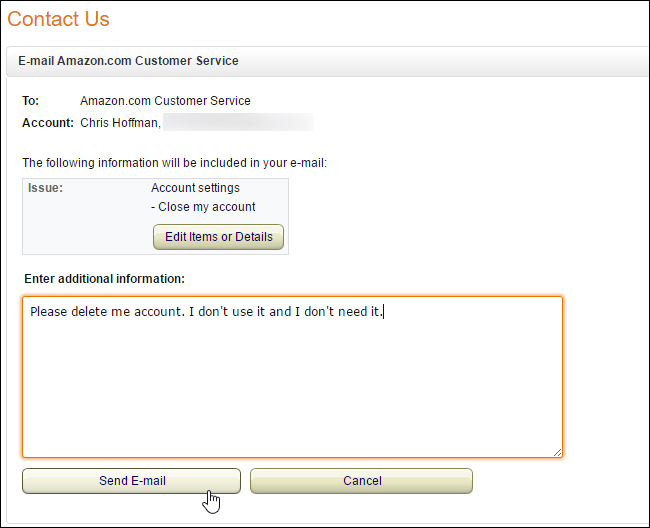 Contact Us
E-mail Amazon.com Customer Service
To: Amazon.com Customer Service
Account: Chris Hoffman,
The following information will be included in your e-mail:
Issue: Account settings
- Close my account
Edit Items or Details
Enter additional information:
Please delete me account. I don't use it and I don't need it.
Send E-mail Cancel